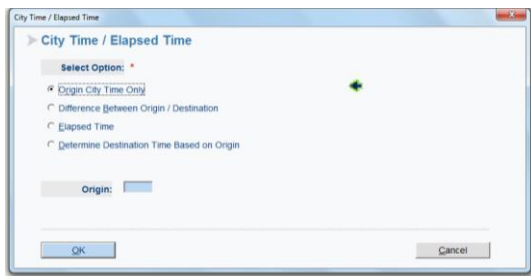 City Time / Elapsed Time
City Time / Elapsed Time
Select Option: *
Origin City Time Only
Difference Between Origin / Destination
Elapsed Time
Determine Destination Time Based on Origin
Origin:
OK
Cancel